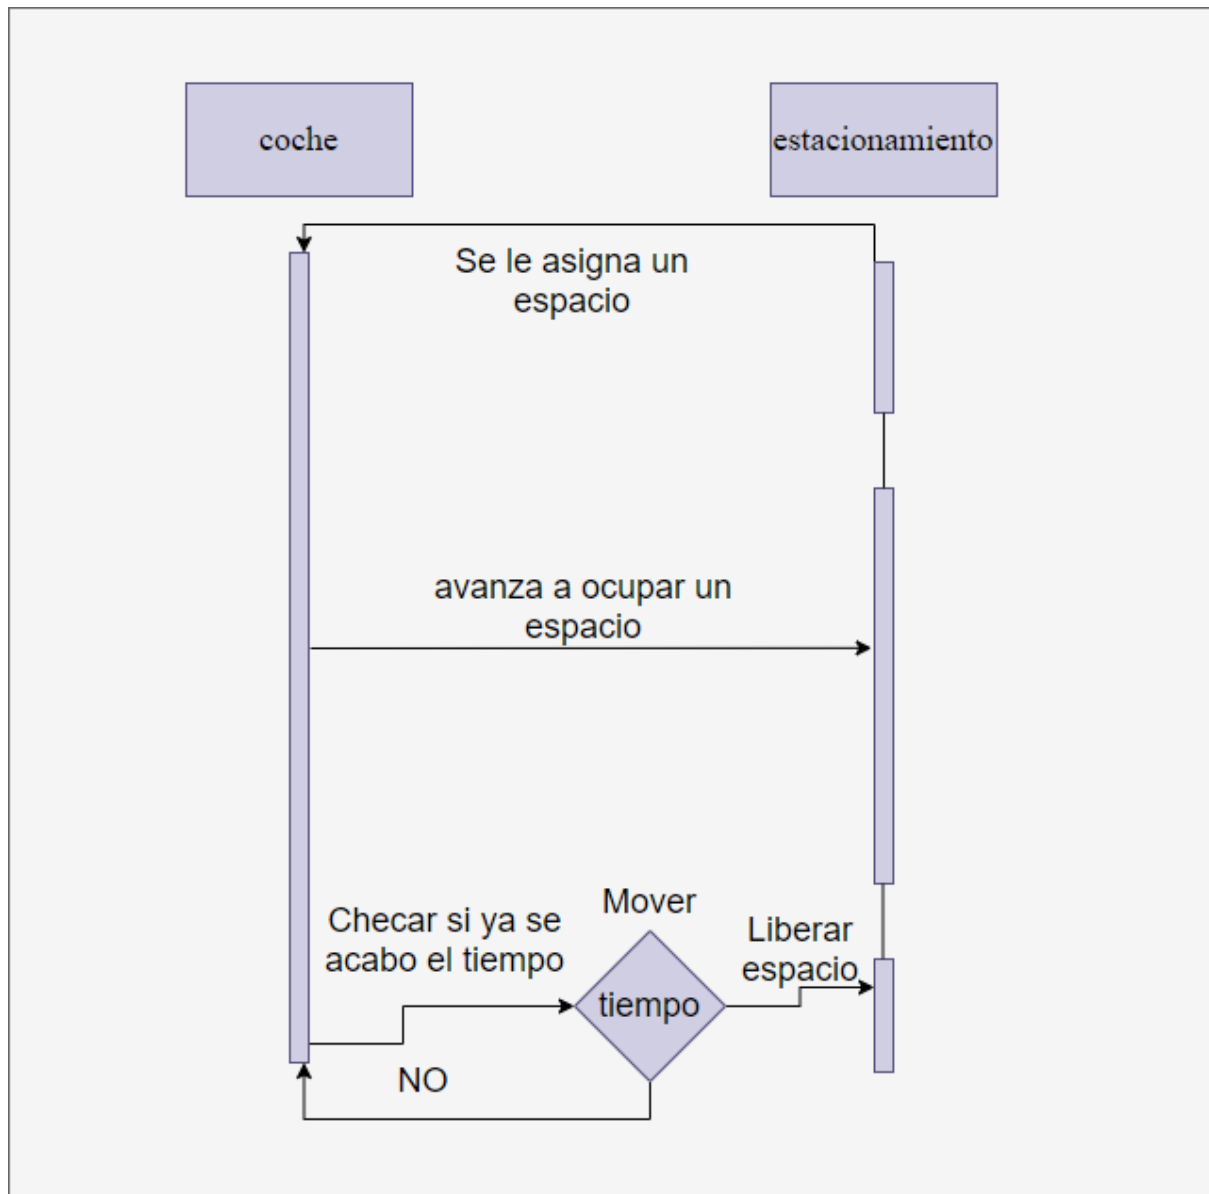 coche
estacionamiento
Se le asigna un
espacio
avanza a ocupar un
espacio
Checar si ya se
acabo el tiempo
Mover
tiempo
Liberar
espacio
NO